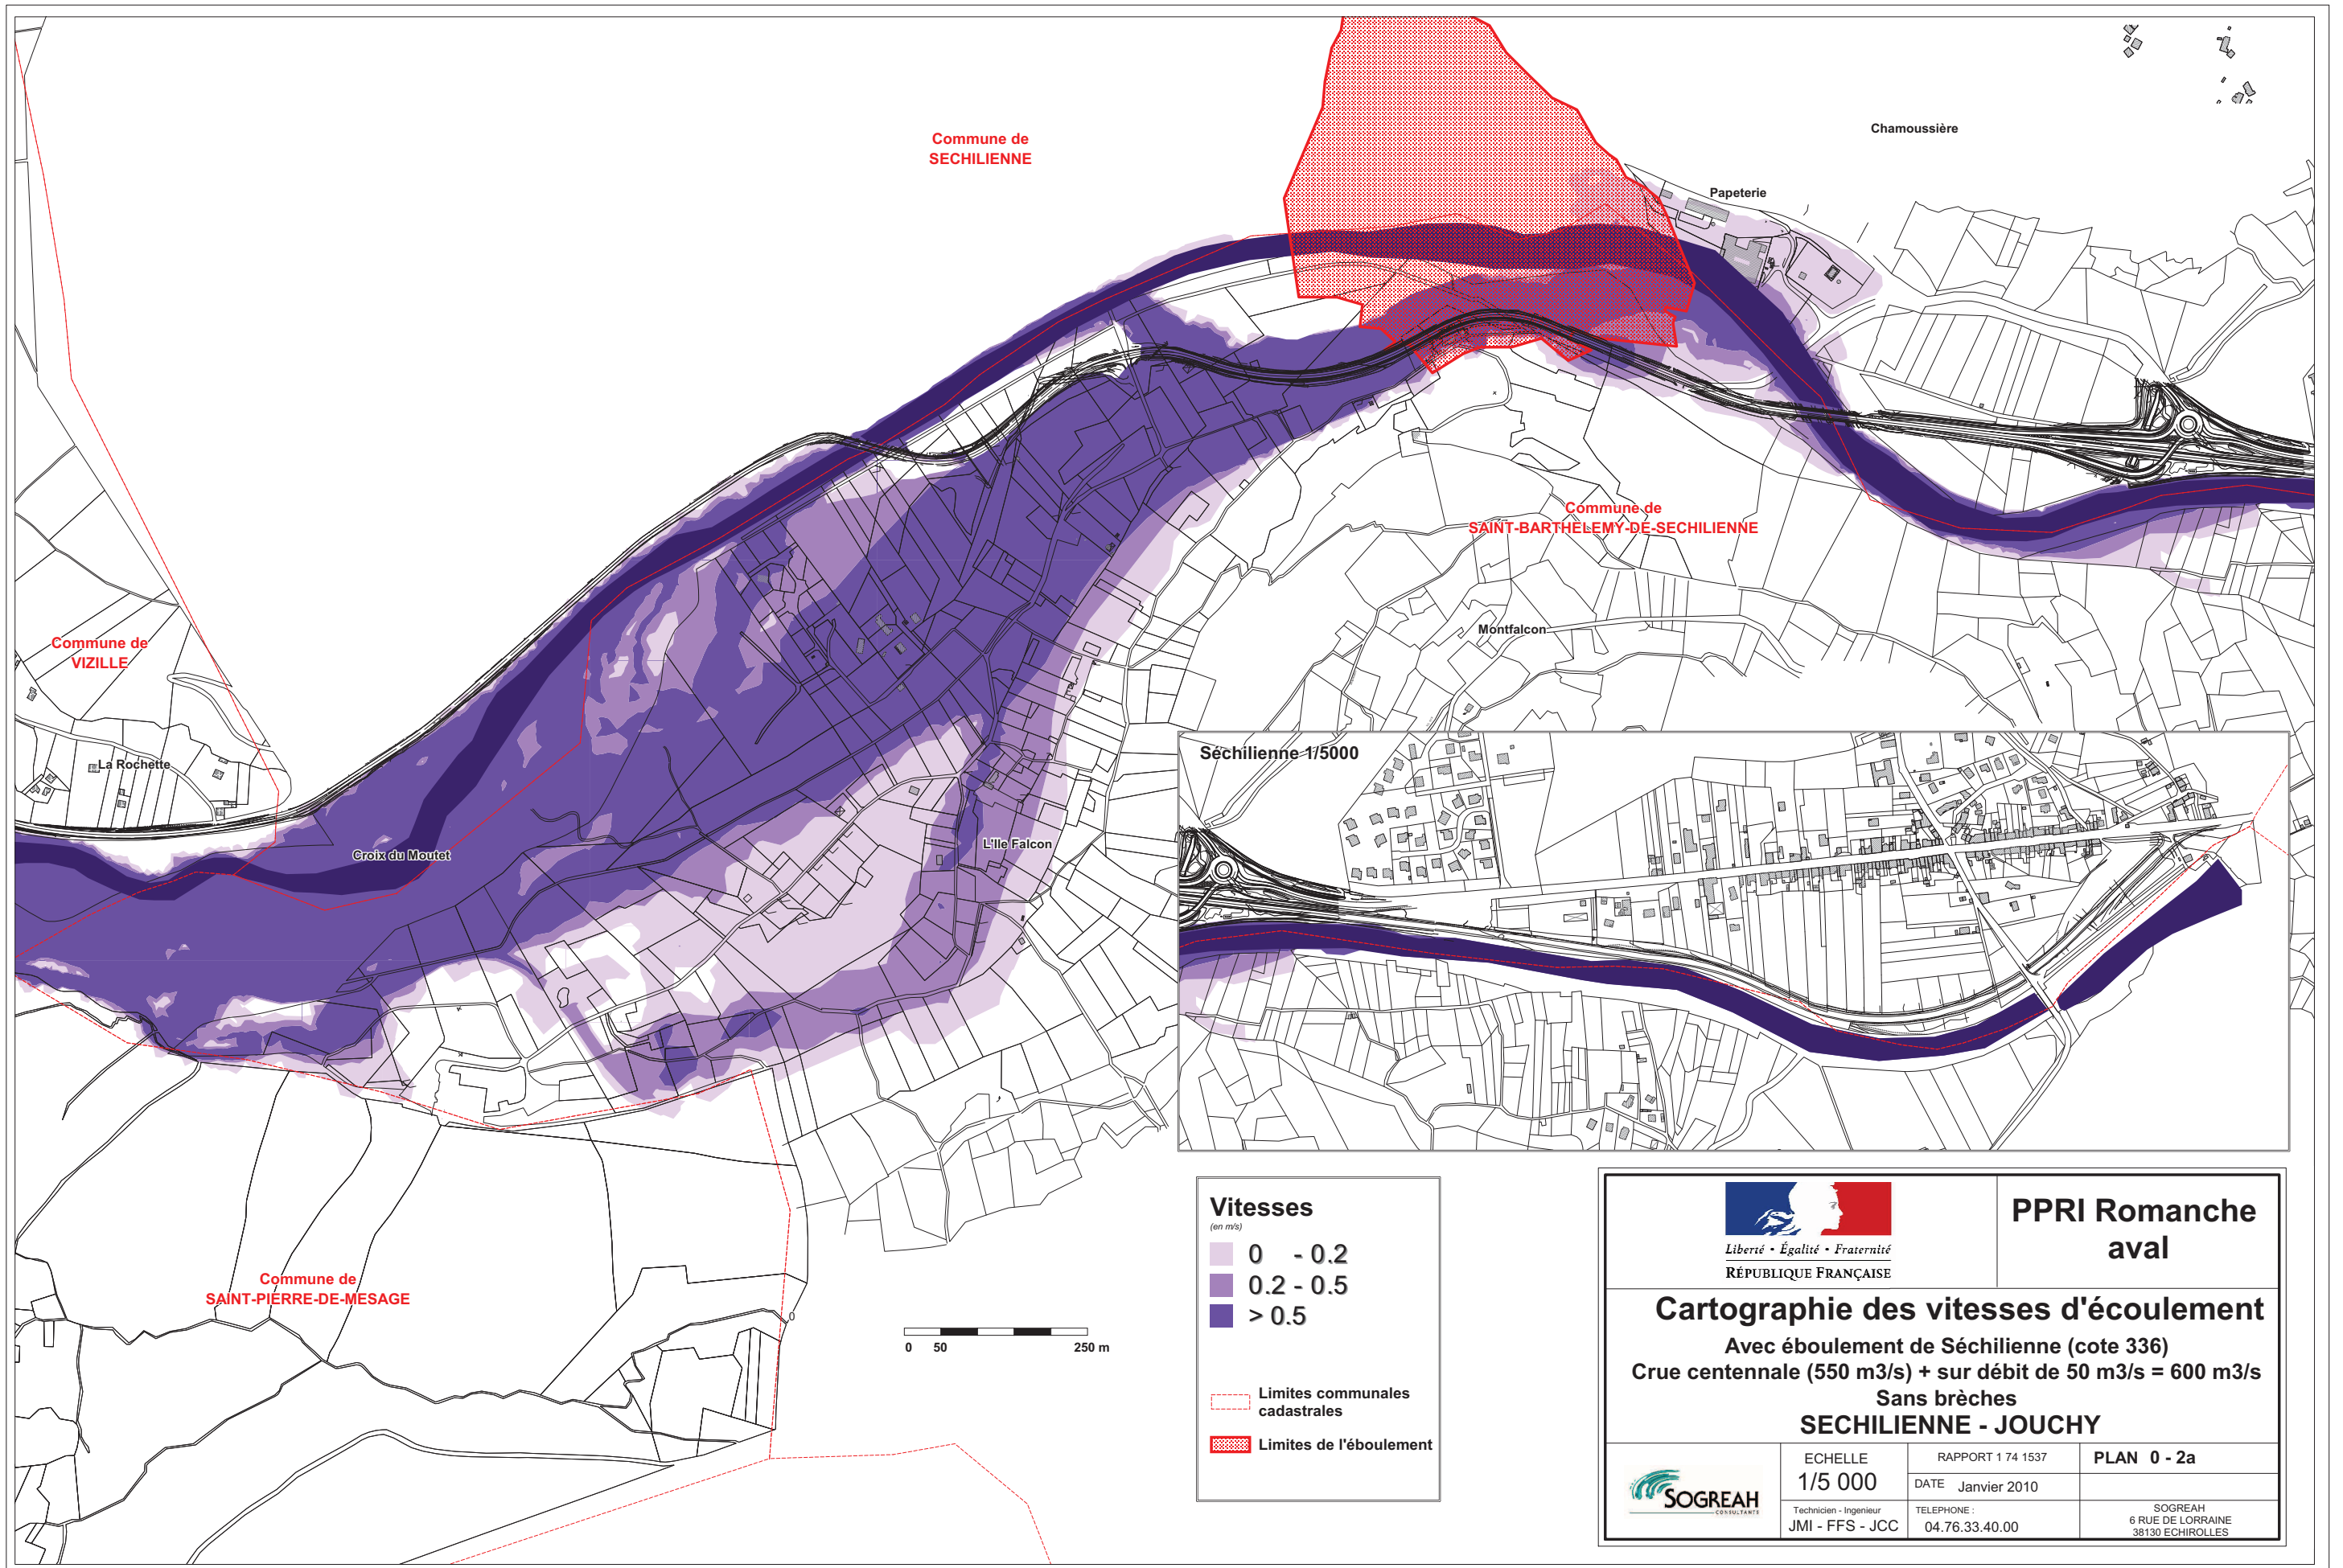 Commune de
SECHILIENNE
Chamoussière
Papeterie
Commune de
SAINT-BARTHELEMY-DE-SECHILIENNE
Montfalcon
Commune de
VIZILLE
La Rochette
Croix du Moutet
L'Ile Falcon
Séchilienne 1/5000
Commune de
SAINT-PIERRE-DE-MESAGE
0 50 250 m
Vitesses
(en m/s)
0 - 0.2
0.2 - 0.5
> 0.5
Limites communales
cadastrales
Limites de l'éboulement
Liberté • Égalité • Fraternité
RÉPUBLIQUE FRANÇAISE
PPRI Romanche
aval
Cartographie des vitesses d'écoulement
Avec éboulement de Séchilienne (cote 336)
Crue centennale (550 m3/s) + sur débit de 50 m3/s = 600 m3/s
Sans brèches
SECHILIENNE - JOUCHY
SOGREAH
CONSULTANTS
ECHELLE
1/5 000
Technicien - Ingenieur
JMI - FFS - JCC
RAPPORT 1 74 1537
DATE Janvier 2010
TELEPHONE :
04.76.33.40.00
PLAN 0 - 2a
SOGREAH
6 RUE DE LORRAINE
38130 ECHIROLLES